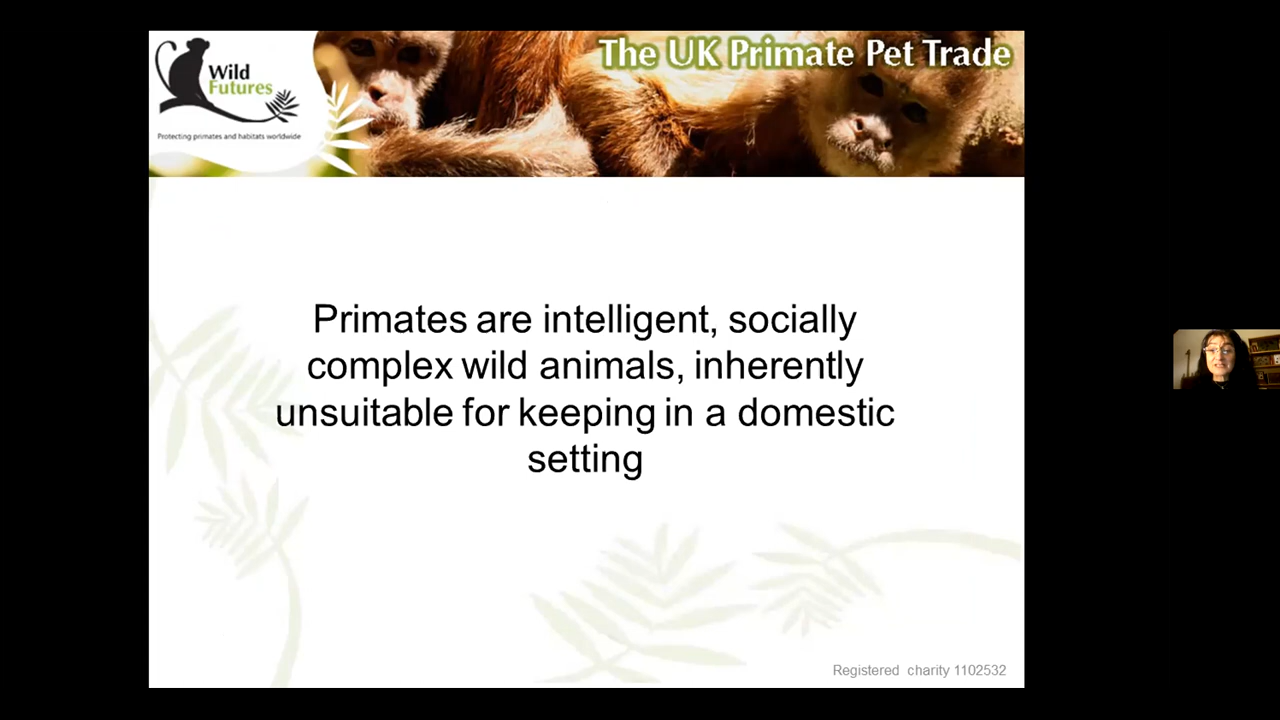 The UK Primate Pet Trade
Wild
Futures
Protecting primates and habitats worldwide
Primates are intelligent, socially
complex wild animals, inherently
unsuitable for keeping in a domestic
setting
Registered charity 1102532